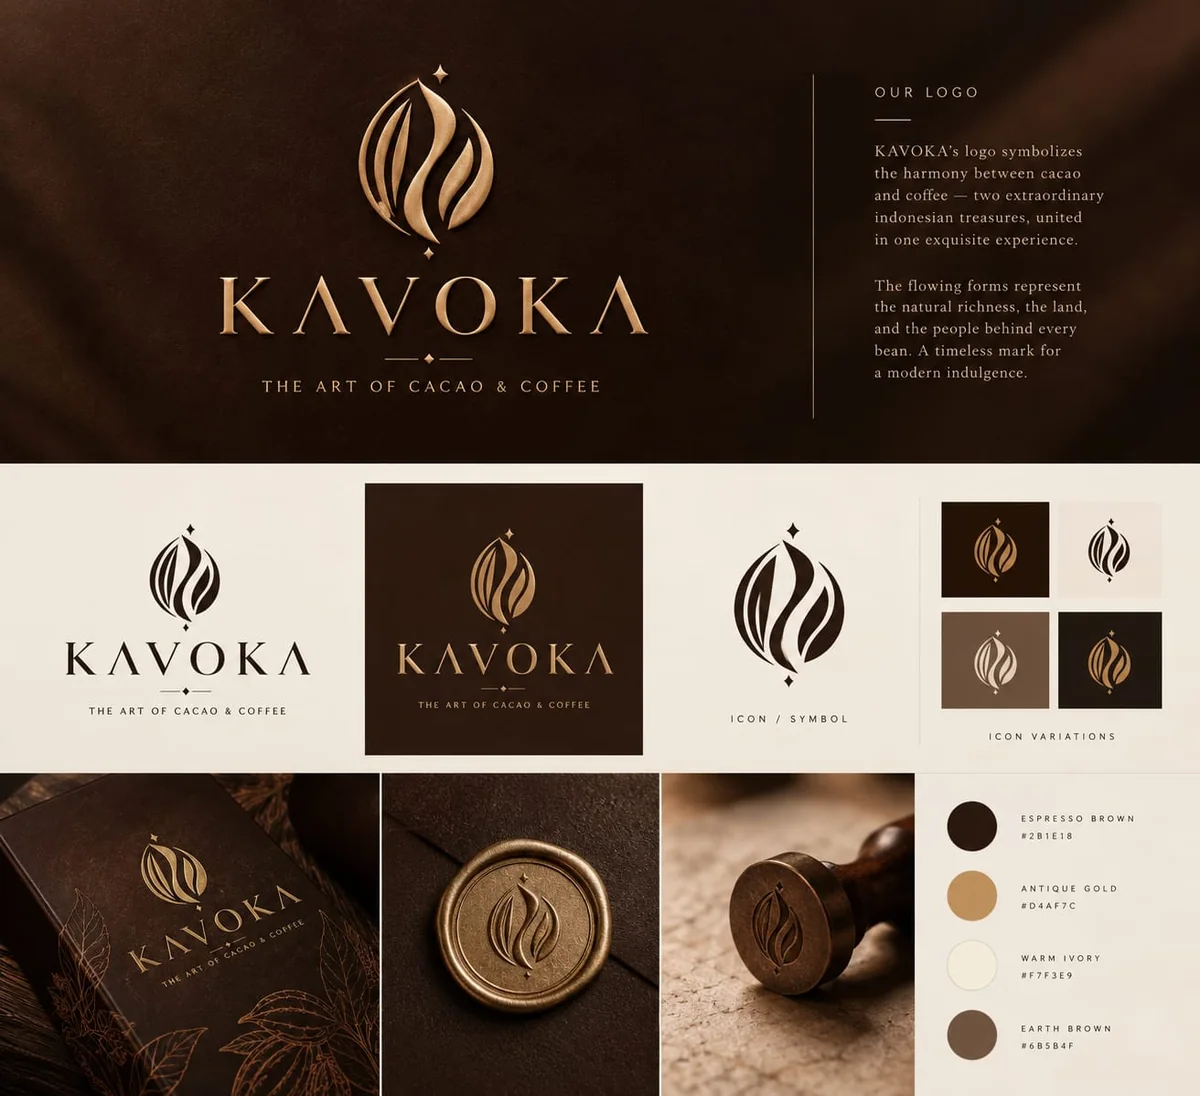 KAVOKA
THE ART OF CACAO & COFFEE
OUR LOGO
KAVOKA's logo symbolizes
the harmony between cacao
and coffee — two extraordinary
indonesian treasures, united
in one exquisite experience.
The flowing forms represent
the natural richness, the land,
and the people behind every
bean. A timeless mark for
a modern indulgence.
KAVOKA
THE ART OF CACAO & COFFEE
KAVOKA
THE ART OF CACAO & COFFEE
ICON / SYMBOL
ICON VARIATIONS
KAVOKA
THE ART OF CACAO & COFFEE
ESPRESSO BROWN
#2B1E18
ANTIQUE GOLD
#D4AF7C
WARM IVORY
#F7F3E9
EARTH BROWN
#6B5B4F